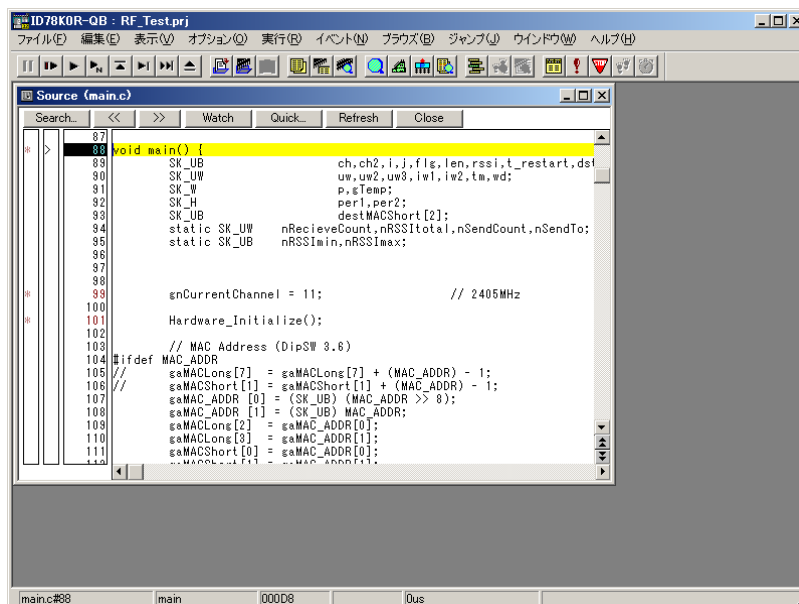 ID78K0R-QB : RF_Test.prj
ファイル(F) 編集(E) 表示(V) オプション(O) 実行(R) イベント(N) ブラウズ(B) ジャンプ(J) ウインドウ(W) ヘルプ(H)
Source (main.c)
Search... << >> Watch Quick... Refresh Close
87
* > 88 void main() {
89 SK_UB ch,ch2,i,j,flg,len,rssi,t_restart,dst
90 SK_UW uw,uw2,uw3,iw1,iw2,tm,wd;
91 SK_W p,gTemp;
92 SK_H per1,per2;
93 SK_UB destMACShort[2];
94 static SK_UW nRecieveCount,nRSSItotal,nSendCount,nSendTo;
95 static SK_UB nRSSImin,nRSSImax;
96
97
98
* 99 gnCurrentChannel = 11; // 2405MHz
100
* 101 Hardware_Initialize();
102
103 // MAC Address (DipSW 3.6)
104 #ifdef MAC_ADDR
105 // gaMACLong[7] = gaMACLong[7] + (MAC_ADDR) - 1;
106 // gaMACShort[1] = gaMACShort[1] + (MAC_ADDR) - 1;
107 gaMAC_ADDR [0] = (SK_UB) (MAC_ADDR >> 8);
108 gaMAC_ADDR [1] = (SK_UB) MAC_ADDR;
109 gaMACLong[2] = gaMAC_ADDR[0];
110 gaMACLong[3] = gaMAC_ADDR[1];
111 gaMACShort[0] = gaMAC_ADDR[0];
112 gaMACShort[1] = gaMAC_ADDR[1];
main.c#88 main 000D8 0us